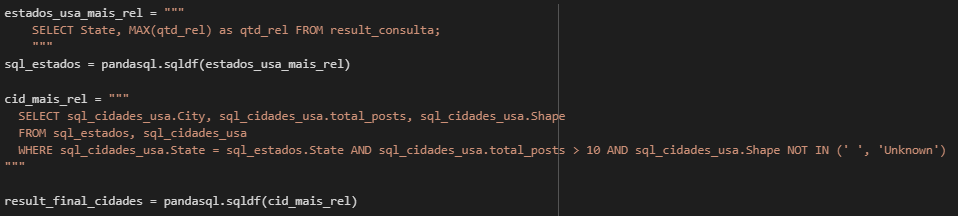 estados_usa_mais_rel = """
    SELECT State, MAX(qtd_rel) as qtd_rel FROM result_consulta;
    """
sql_estados = pandasql.sqldf(estados_usa_mais_rel)

cid_mais_rel = """
  SELECT sql_cidades_usa.City, sql_cidades_usa.total_posts, sql_cidades_usa.Shape
  FROM sql_estados, sql_cidades_usa
  WHERE sql_cidades_usa.State = sql_estados.State AND sql_cidades_usa.total_posts > 10 AND sql_cidades_usa.Shape NOT IN (' ', 'Unknown')
"""

result_final_cidades = pandasql.sqldf(cid_mais_rel)